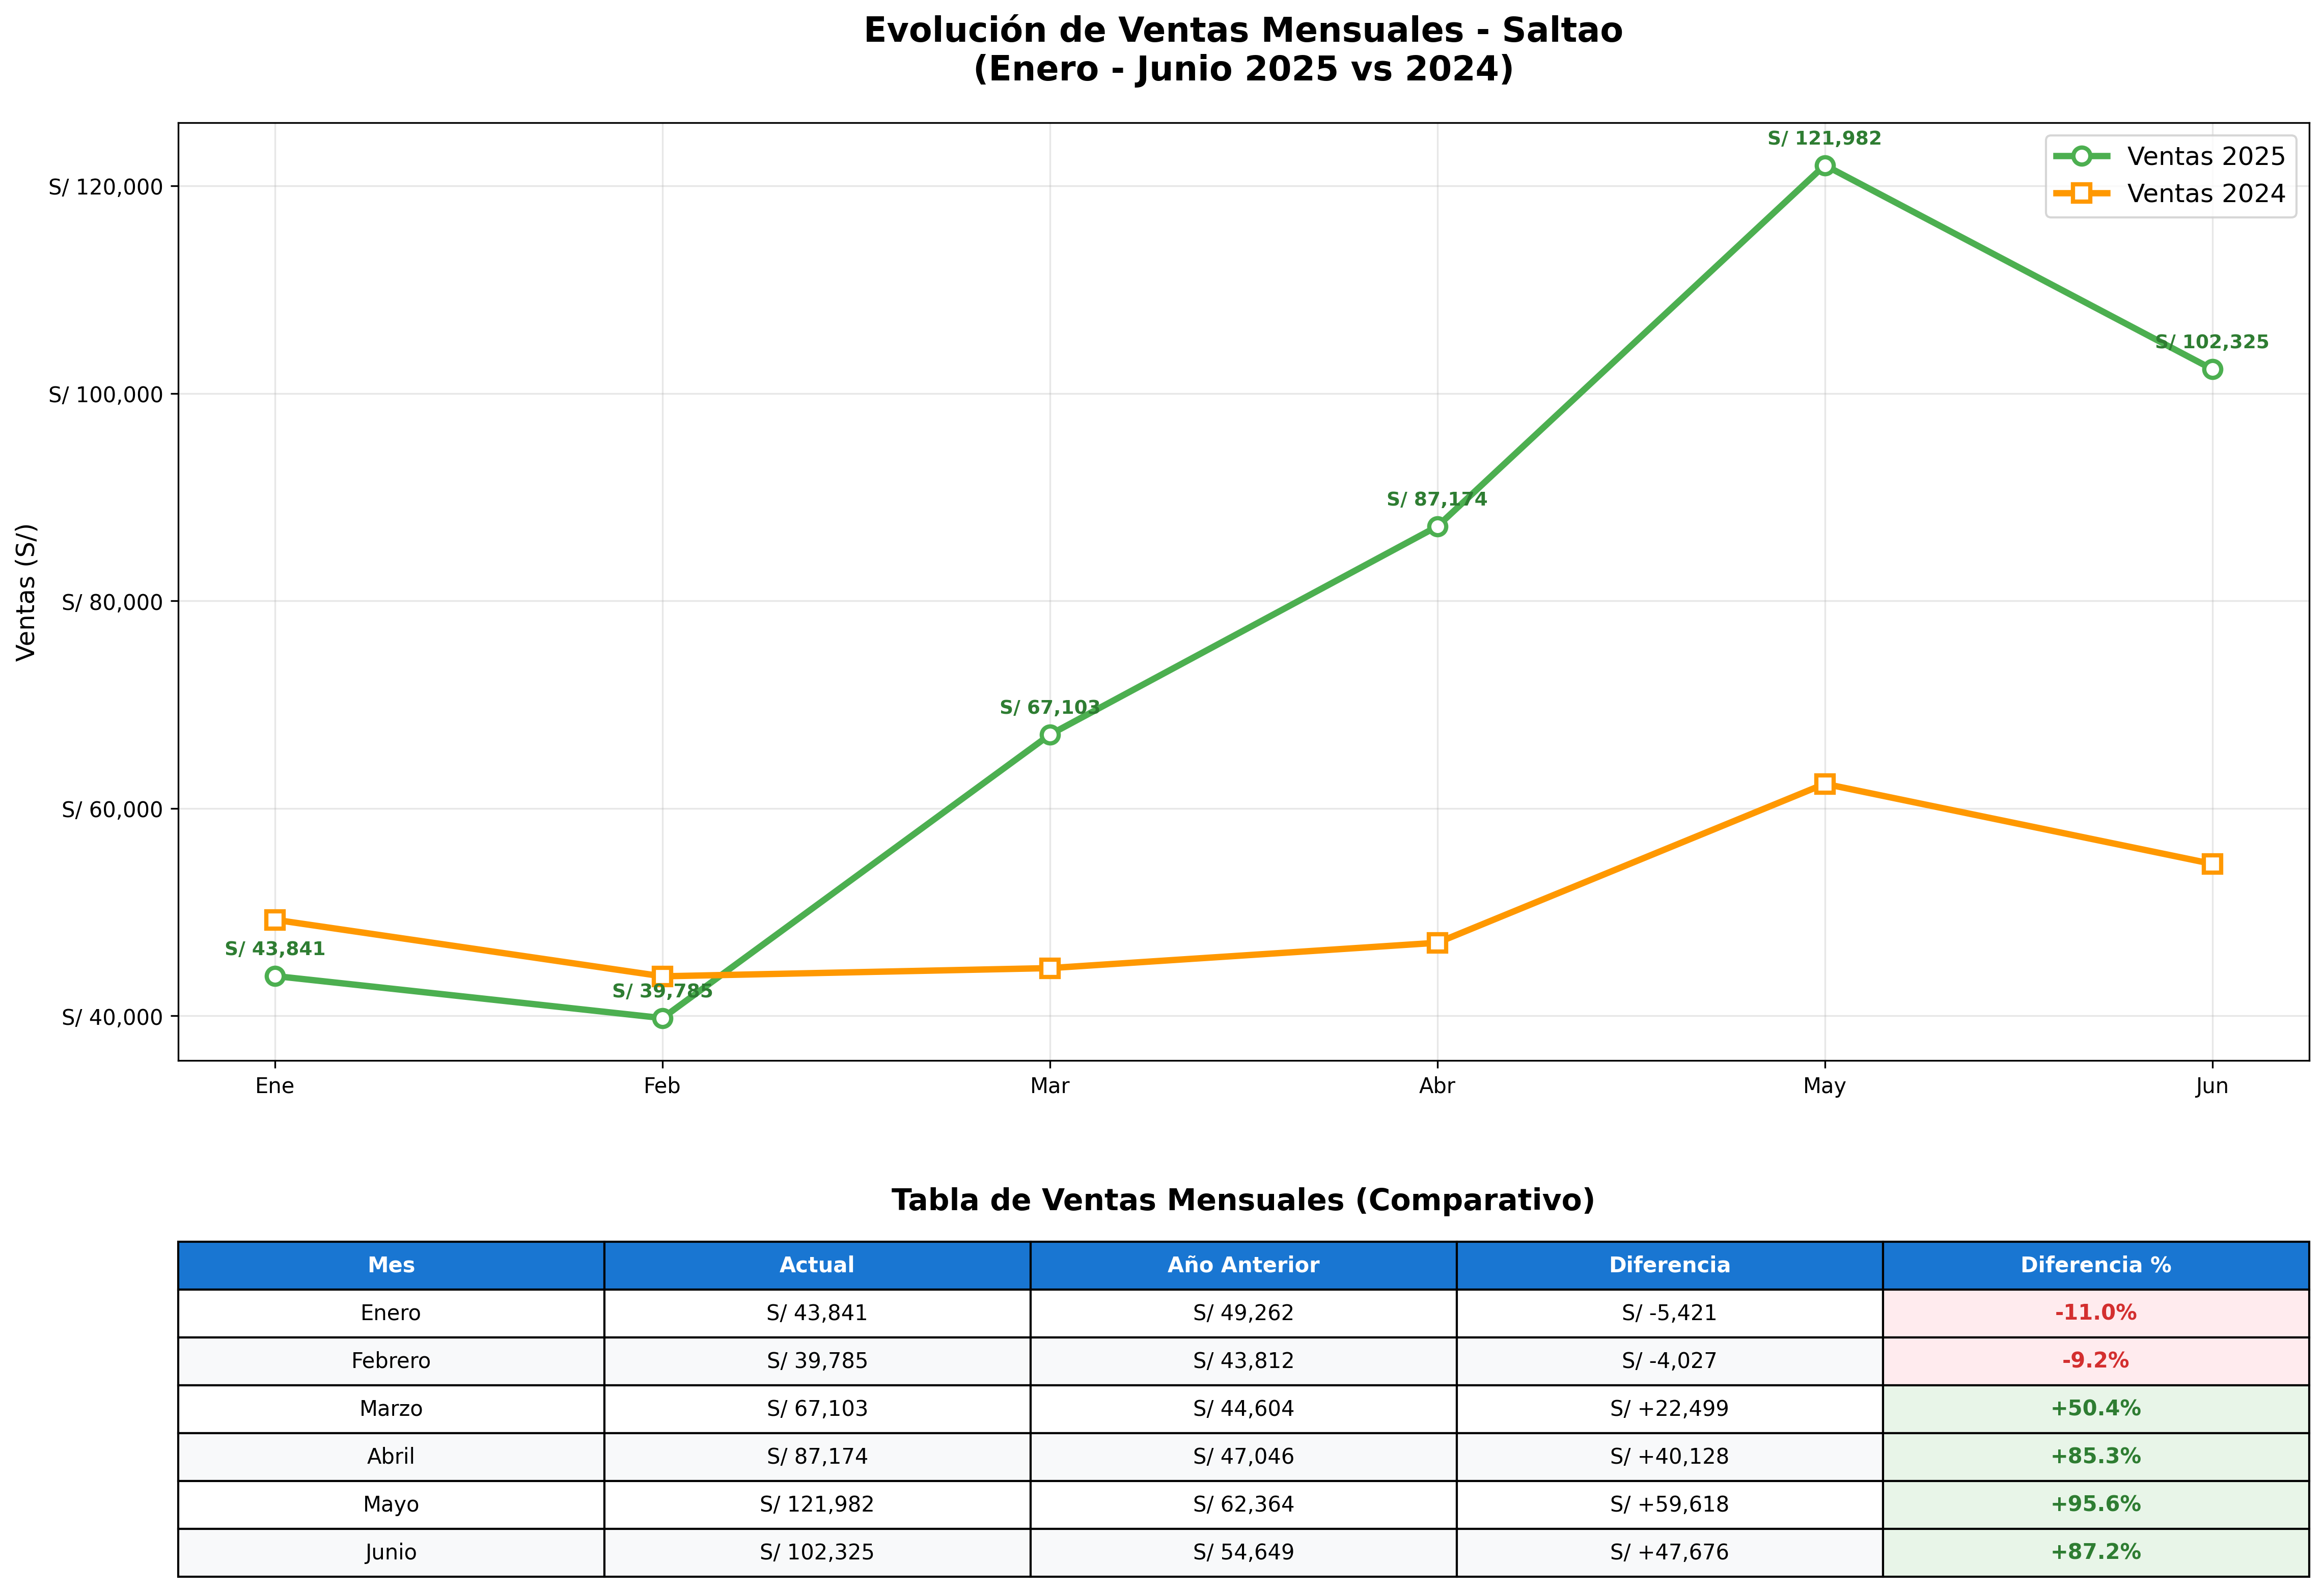 Evolución de Ventas Mensuales - Saltao
(Enero - Junio 2025 vs 2024)
Ventas (S/)
S/ 120,000
S/ 100,000
S/ 80,000
S/ 60,000
S/ 40,000
S/ 43,841
S/ 39,785
S/ 67,103
S/ 87,174
S/ 121,982
S/ 102,325
Ventas 2025
Ventas 2024
Ene Feb Mar Abr May Jun
Tabla de Ventas Mensuales (Comparativo)
Mes Actual Año Anterior Diferencia Diferencia %
Enero S/ 43,841 S/ 49,262 S/ -5,421 -11.0%
Febrero S/ 39,785 S/ 43,812 S/ -4,027 -9.2%
Marzo S/ 67,103 S/ 44,604 S/ +22,499 +50.4%
Abril S/ 87,174 S/ 47,046 S/ +40,128 +85.3%
Mayo S/ 121,982 S/ 62,364 S/ +59,618 +95.6%
Junio S/ 102,325 S/ 54,649 S/ +47,676 +87.2%